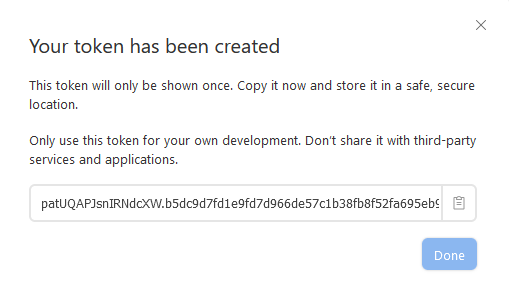 Your token has been created
This token will only be shown once. Copy it now and store it in a safe, secure
location.
Only use this token for your own development. Don't share it with third-party
services and applications.
patUQAPJsnIRNdcXW.b5dc9d7fd1e9fd7d966de57c1b38fb8f52fa695eb9
Done